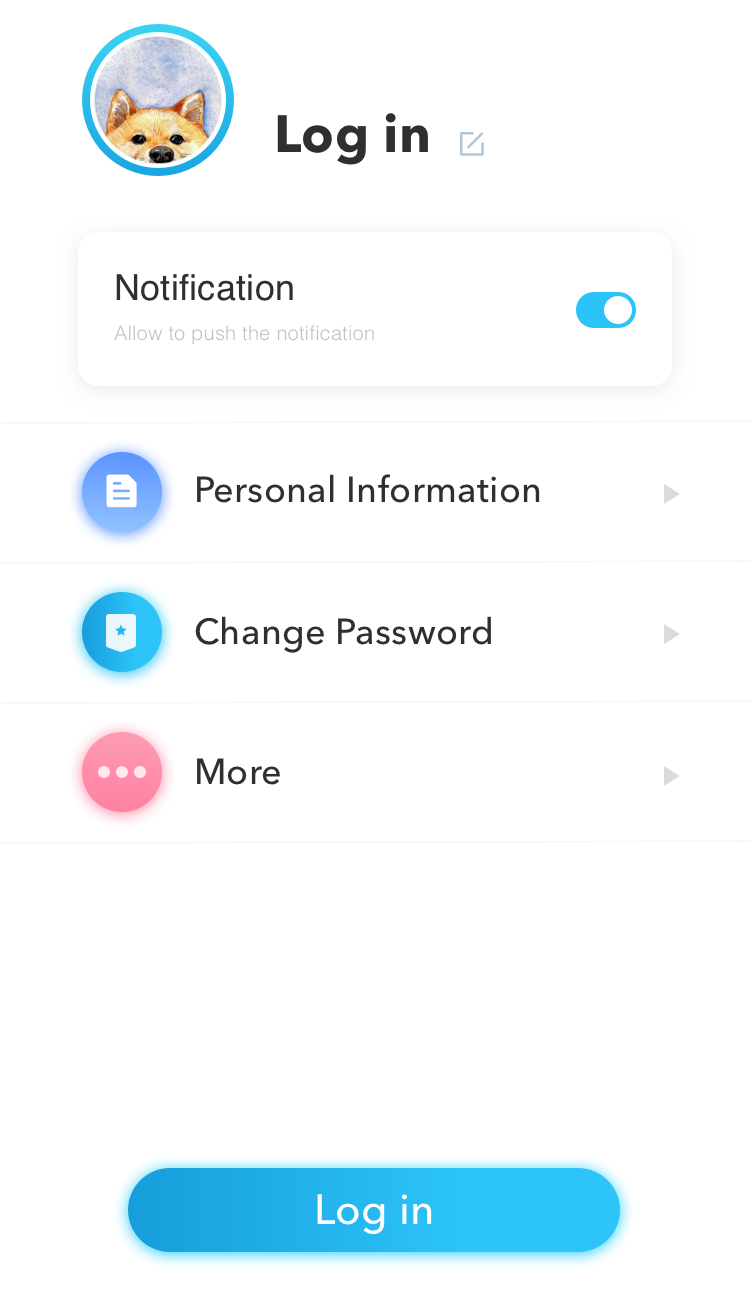 Log in
Notification
Allow to push the notification
Personal Information
Change Password
More
Log in